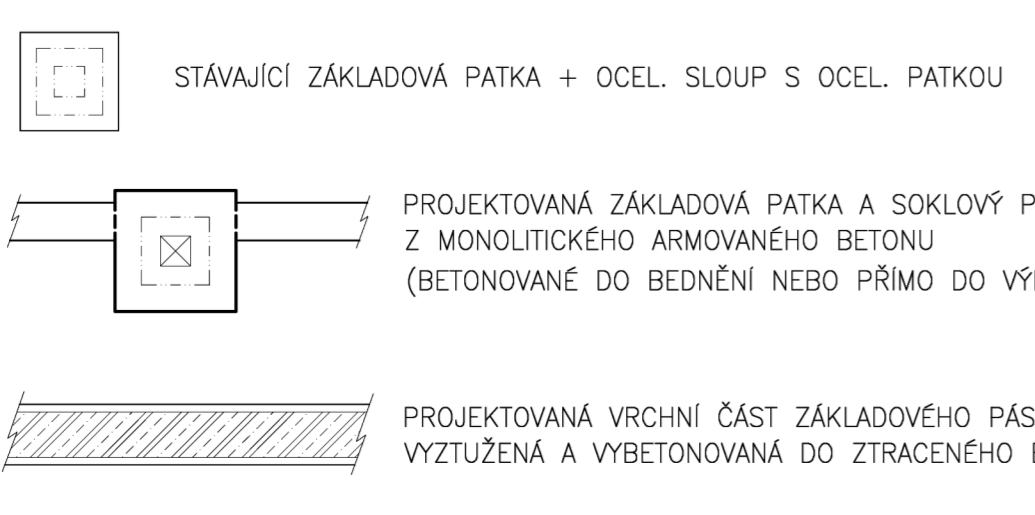 STÁVAJÍCÍ ZÁKLADOVÁ PATKA + OCEL. SLOUP S OCEL. PATKOU
PROJEKTOVANÁ ZÁKLADOVÁ PATKA A SOKLOVÝ
Z MONOLITICKÉHO ARMOVANÉHO BETONU
(BETONOVANÉ DO BEDNĚNÍ NEBO PŘÍMO DO
PROJEKTOVANÁ VRCHNÍ ČÁST ZÁKLADOVÉHO
VYZTUŽENÁ A VYBETONOVANÁ DO ZTRACENÉHO